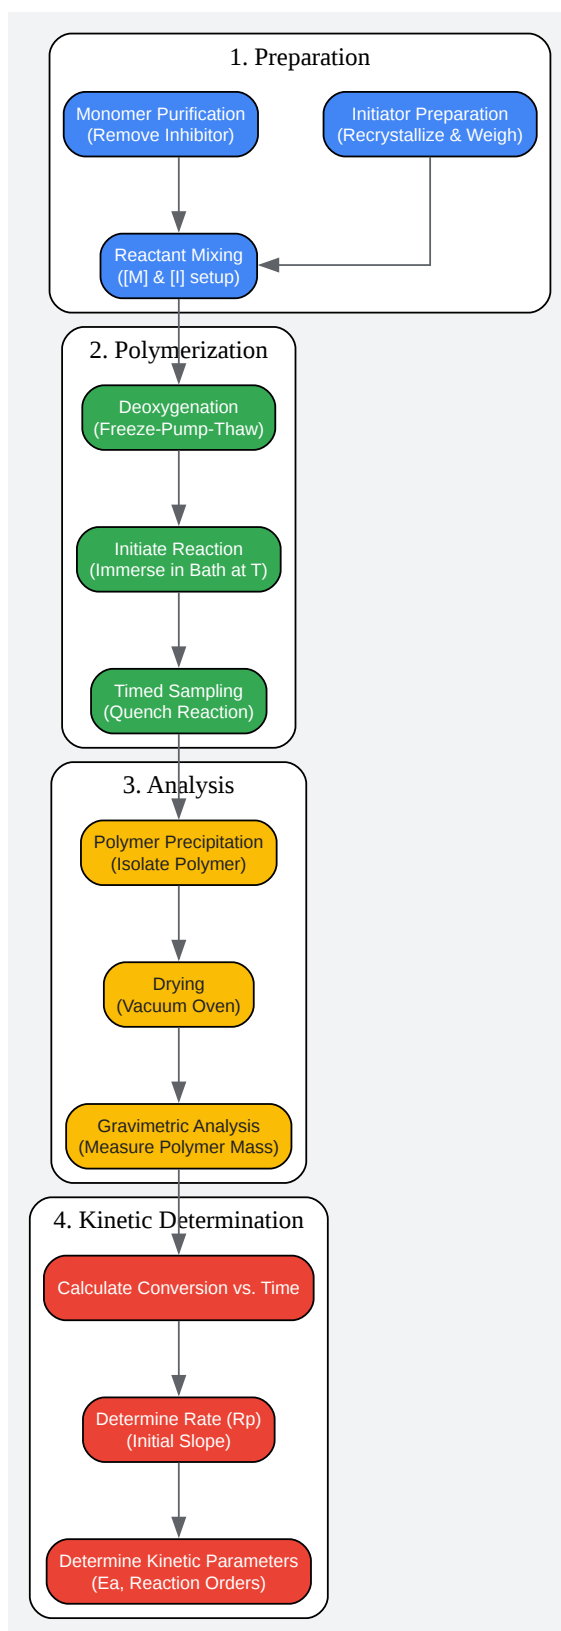 1. Preparation
Monomer Purification
(Remove Inhibitor)
Initiator Preparation
(Recrystallize & Weigh)
Reactant Mixing
([M] & [I] setup)
2. Polymerization
Deoxygenation
(Freeze-Pump-Thaw)
Initiate Reaction
(Immerse in Bath at T)
Timed Sampling
(Quench Reaction)
3. Analysis
Polymer Precipitation
(Isolate Polymer)
Drying
(Vacuum Oven)
Gravimetric Analysis
(Measure Polymer Mass)
4. Kinetic Determination
Calculate Conversion vs. Time
Determine Rate (Rp)
(Initial Slope)
Determine Kinetic Parameters
(Ea, Reaction Orders)